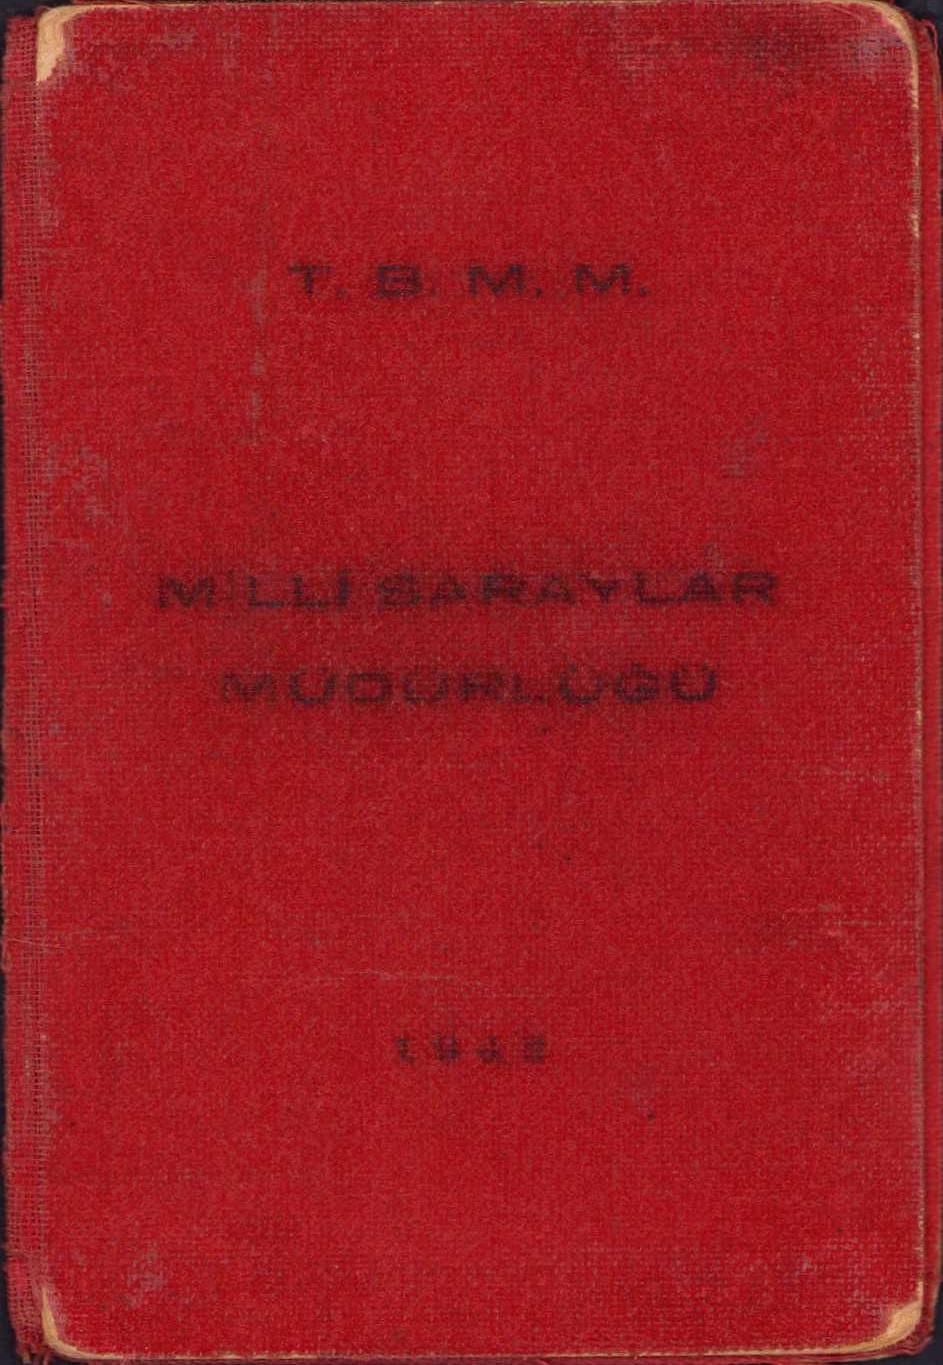 T. B. M. M.
MİLLİ SARAYLAR
MÜDÜRLÜĞÜ